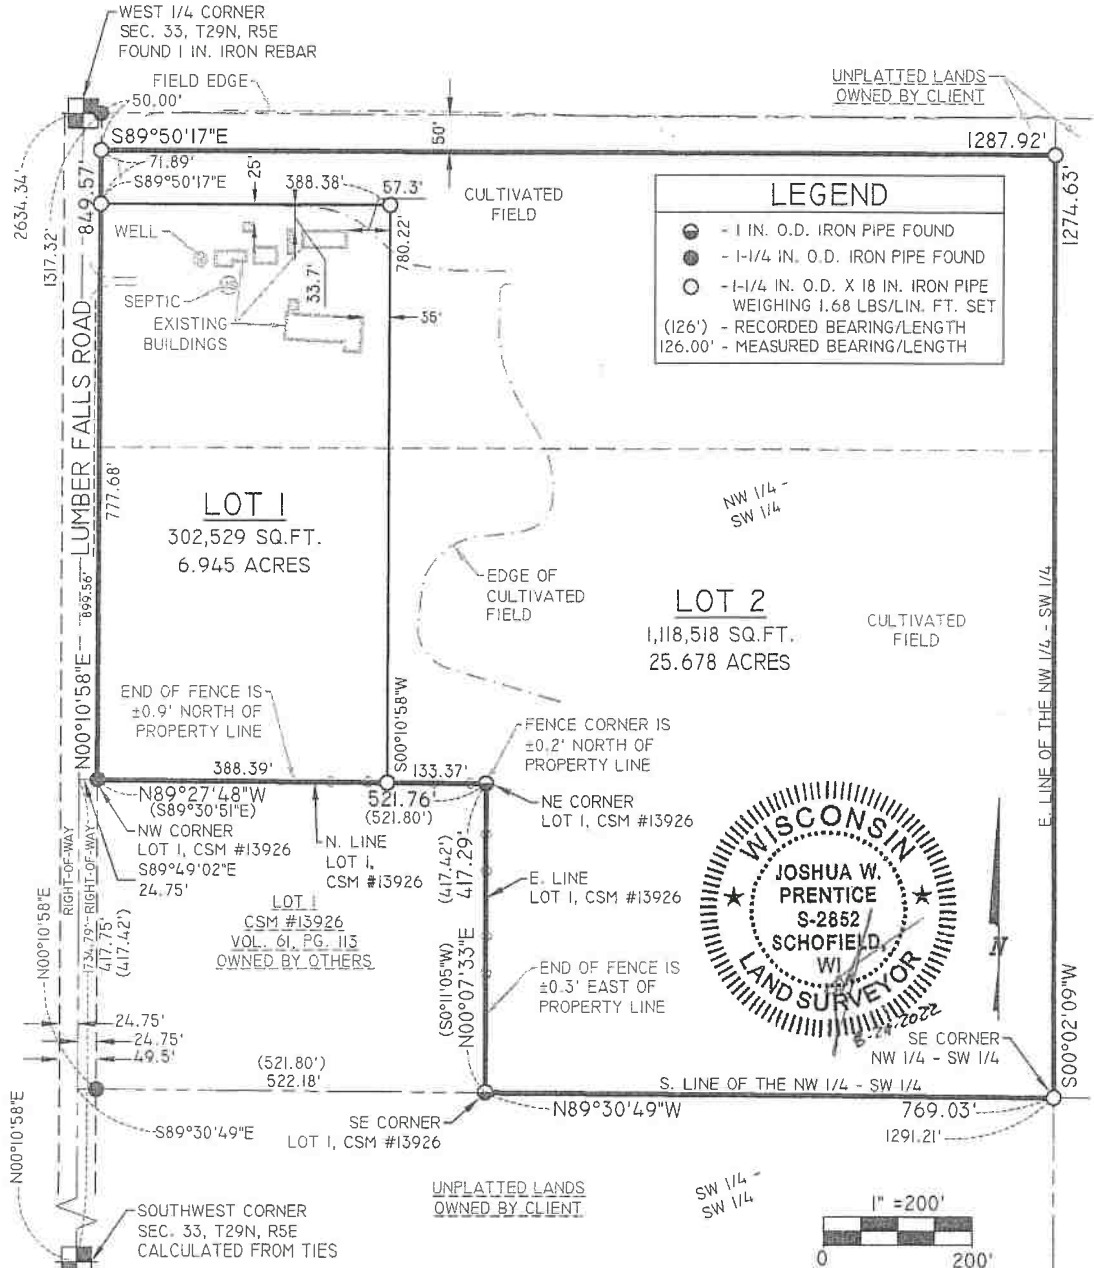 WEST 1/4 CORNER
SEC. 33, T29N, R5E
FOUND 1 IN. IRON REBAR
FIELD EDGE
50.00'
UNPLATTED LANDS
OWNED BY CLIENT
S89°50'17"E
50'
1287.92'
71.89'
S89°50'17"E
25'
388.38'
57.3'
CULTIVATED
FIELD
LEGEND
- 1 IN. O.D. IRON PIPE FOUND
- 1-1/4 IN. O.D. IRON PIPE FOUND
- 1-1/4 IN. O.D. X 18 IN. IRON PIPE
WEIGHING 1.68 LBS/LIN. FT. SET
(126') - RECORDED BEARING/LENGTH
126.00' - MEASURED BEARING/LENGTH
2634.34'
1317.32'
849.57'
WELL
SEPTIC
EXISTING
BUILDINGS
33.7'
780.22'
35'
1274.63'
LUMBER FALLS ROAD
777.68'
899.56'
N00°10'58"E
LOT 1
302,529 SQ.FT.
6.945 ACRES
NW 1/4 -
SW 1/4
EDGE OF
CULTIVATED
FIELD
LOT 2
1,118,518 SQ.FT.
25.678 ACRES
CULTIVATED
FIELD
E. LINE OF THE NW 1/4 - SW 1/4
END OF FENCE IS
±0.9' NORTH OF
PROPERTY LINE
S00°10'58"W
FENCE CORNER IS
±0.2' NORTH OF
PROPERTY LINE
388.39'
133.37'
N89°27'48"W
(S89°30'51"E)
521.76'
(521.80')
NE CORNER
LOT 1, CSM #13926
NW CORNER
LOT 1, CSM #13926
S89°49'02"E
24.75'
N. LINE
LOT 1,
CSM #13926
(417.42')
417.29'
E. LINE
LOT 1, CSM #13926
RIGHT-OF-WAY
RIGHT-OF-WAY
N00°10'58"E
1734.79'
417.75'
(417.42')
LOT 1
CSM #13926
VOL. 61, PG. 113
OWNED BY OTHERS
(S0°11'05"W)
N00°07'33"E
END OF FENCE IS
±0.3' EAST OF
PROPERTY LINE
WISCONSIN
JOSHUA W.
PRENTICE
S-2852
SCHOFIELD,
WI
LAND SURVEYOR
N
24.75'
24.75'
49.5'
(521.80')
522.18'
SE CORNER
NW 1/4 - SW 1/4
S00°02'09"W
S. LINE OF THE NW 1/4 - SW 1/4
N89°30'49"W
769.03'
1291.21'
S89°30'49"E
SE CORNER
LOT 1, CSM #13926
N00°10'58"E
UNPLATTED LANDS
OWNED BY CLIENT
SW 1/4 -
SW 1/4
SOUTHWEST CORNER
SEC. 33, T29N, R5E
CALCULATED FROM TIES
1" =200'
0 200'